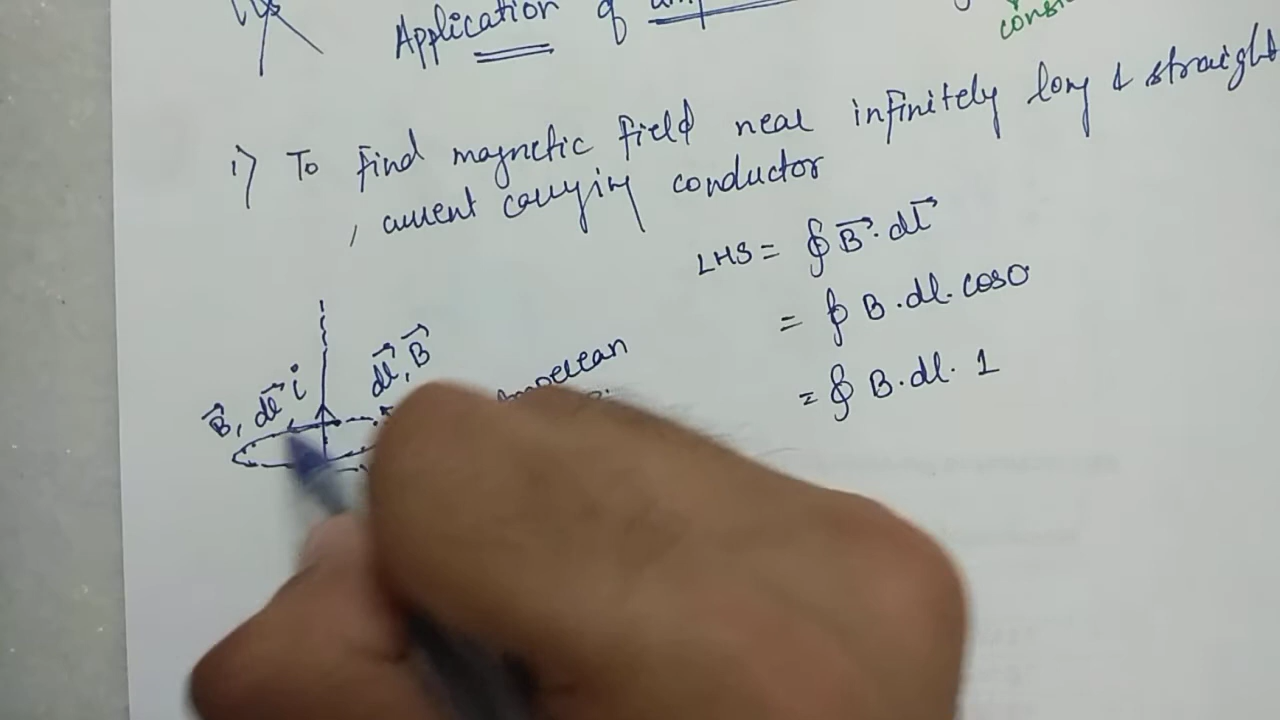 Application of
i) To find magnetic field near infinitely long & straight
, current carrying conductor
LHS = ∮ B⃗ · dl⃗
= ∮ B · dl · cos0
= ∮ B · dl · 1
dl⃗, B⃗
B⃗, dl⃗ i